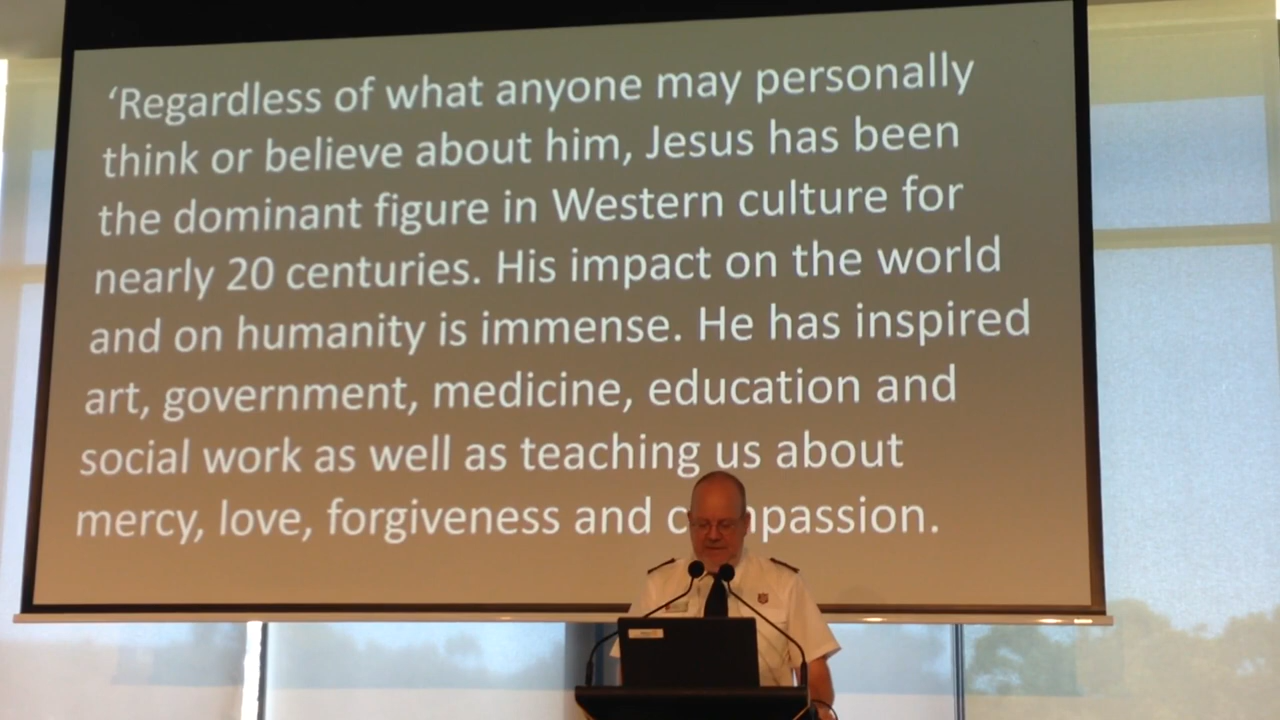 ‘Regardless of what anyone may personally
think or believe about him, Jesus has been
the dominant figure in Western culture for
nearly 20 centuries. His impact on the world
and on humanity is immense. He has inspired
art, government, medicine, education and
social work as well as teaching us about
mercy, love, forgiveness and c mpassion.